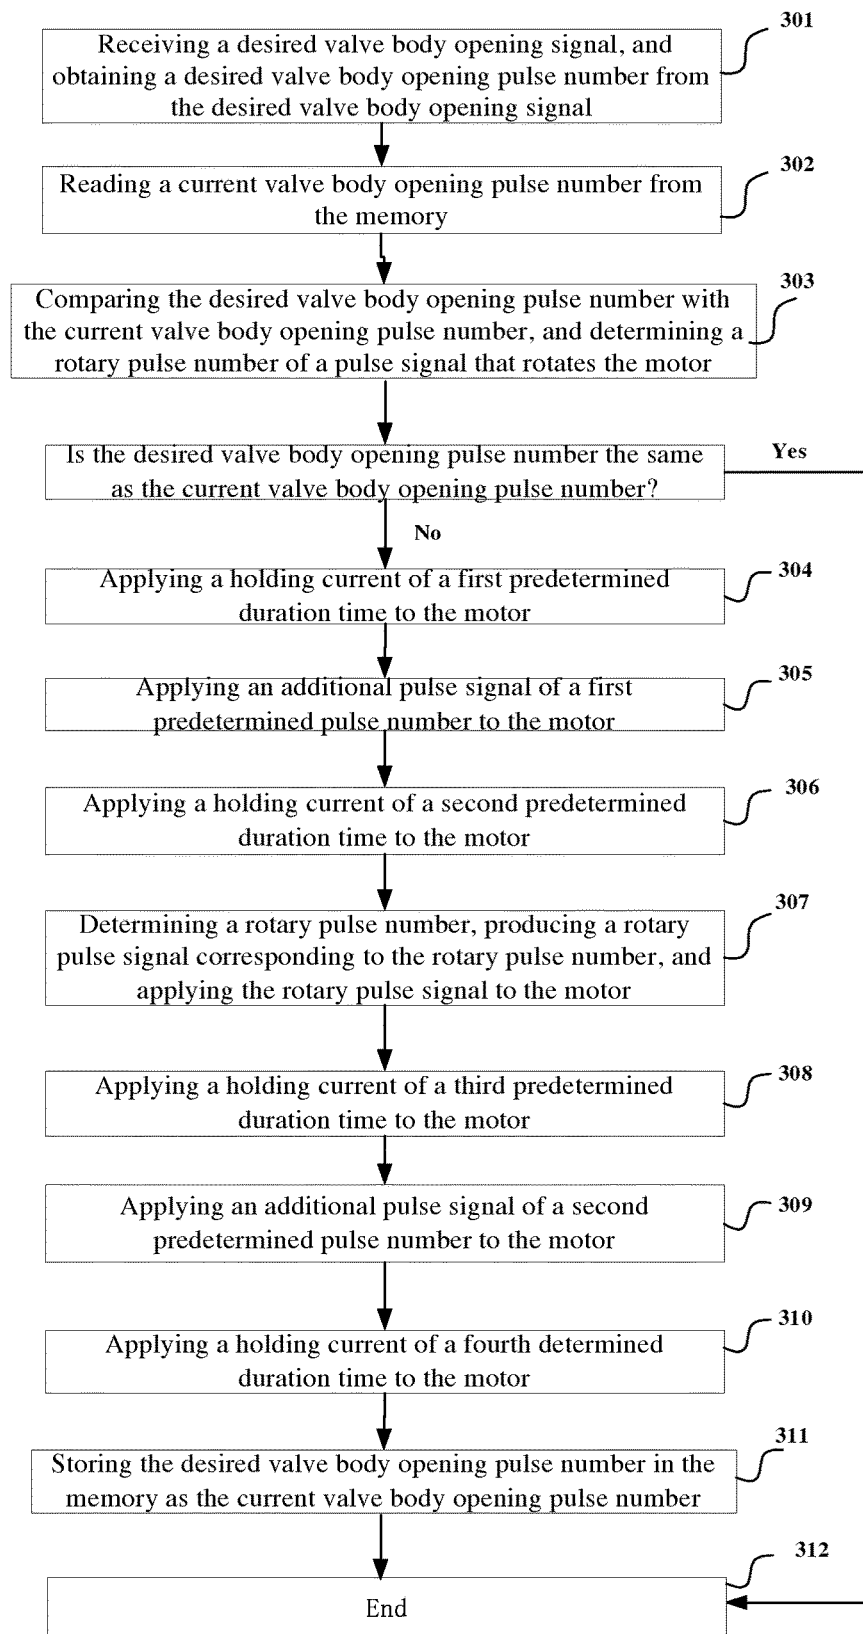 301
Receiving a desired valve body opening signal, and
obtaining a desired valve body opening pulse number from
the desired valve body opening signal
302
Reading a current valve body opening pulse number from
the memory
303
Comparing the desired valve body opening pulse number with
the current valve body opening pulse number, and determining a
rotary pulse number of a pulse signal that rotates the motor
Is the desired valve body opening pulse number the same
as the current valve body opening pulse number?
Yes
No
304
Applying a holding current of a first predetermined
duration time to the motor
305
Applying an additional pulse signal of a first
predetermined pulse number to the motor
306
Applying a holding current of a second predetermined
duration time to the motor
307
Determining a rotary pulse number, producing a rotary
pulse signal corresponding to the rotary pulse number, and
applying the rotary pulse signal to the motor
308
Applying a holding current of a third predetermined
duration time to the motor
309
Applying an additional pulse signal of a second
predetermined pulse number to the motor
310
Applying a holding current of a fourth determined
duration time to the motor
311
Storing the desired valve body opening pulse number in the
memory as the current valve body opening pulse number
312
End